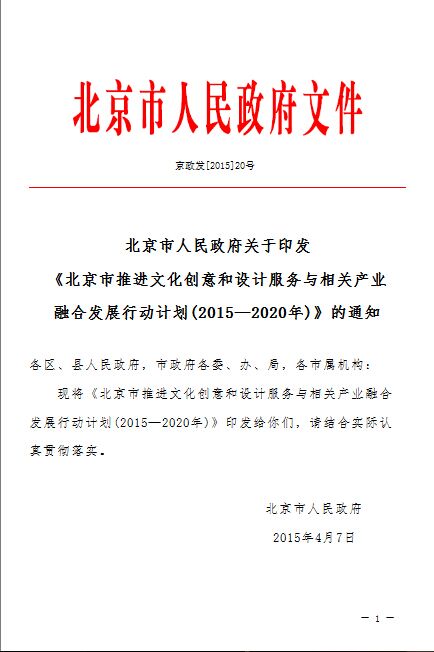 北京市人民政府文件
京政发[2015]20号
北京市人民政府关于印发
《北京市推进文化创意和设计服务与相关产业
融合发展行动计划(2015—2020年)》的通知
各区、县人民政府，市政府各委、办、局，各市属机构：
现将《北京市推进文化创意和设计服务与相关产业融合
发展行动计划(2015—2020年)》印发给你们，请结合实际认
真贯彻落实。
北京市人民政府
2015年4月7日
— 1 —